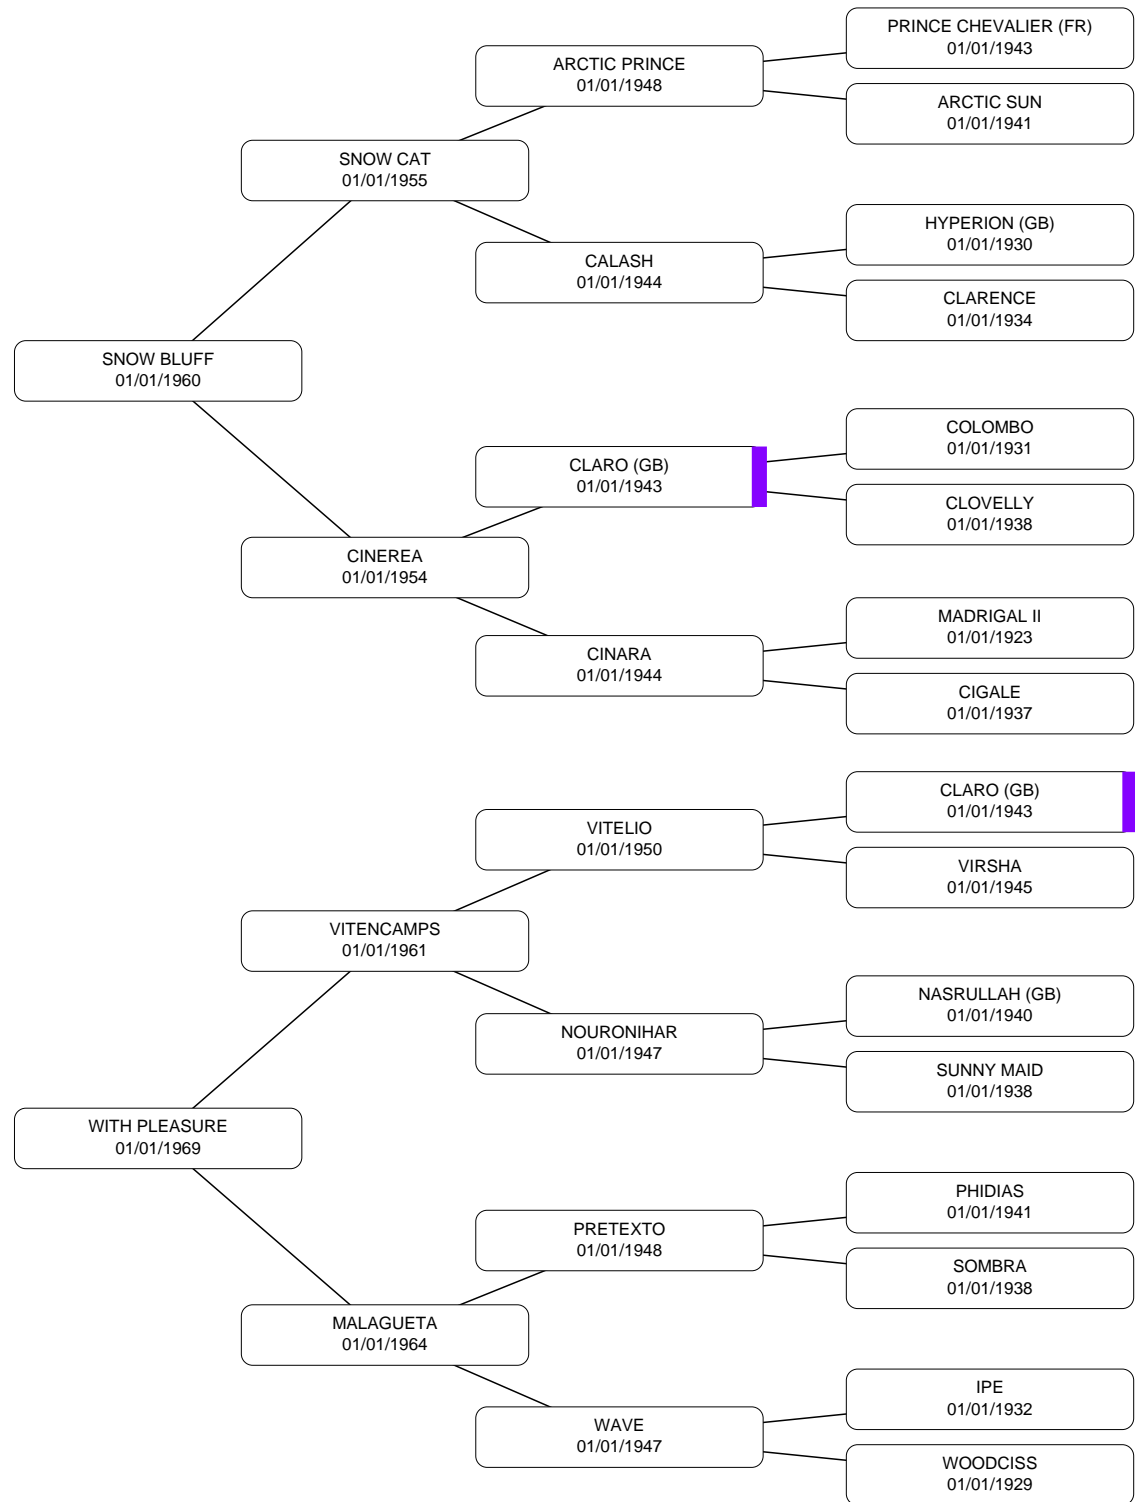 PRINCE CHEVALIER (FR)
01/01/1943
ARCTIC PRINCE
01/01/1948
ARCTIC SUN
01/01/1941
SNOW CAT
01/01/1955
HYPERION (GB)
01/01/1930
CALASH
01/01/1944
CLARENCE
01/01/1934
SNOW BLUFF
01/01/1960
COLOMBO
01/01/1931
CLARO (GB)
01/01/1943
CLOVELLY
01/01/1938
CINEREA
01/01/1954
MADRIGAL II
01/01/1923
CINARA
01/01/1944
CIGALE
01/01/1937
CLARO (GB)
01/01/1943
VITELIO
01/01/1950
VIRSHA
01/01/1945
VITENCAMPS
01/01/1961
NASRULLAH (GB)
01/01/1940
NOURONIHAR
01/01/1947
SUNNY MAID
01/01/1938
WITH PLEASURE
01/01/1969
PHIDIAS
01/01/1941
PRETEXTO
01/01/1948
SOMBRA
01/01/1938
MALAGUETA
01/01/1964
IPE
01/01/1932
WAVE
01/01/1947
WOODCISS
01/01/1929